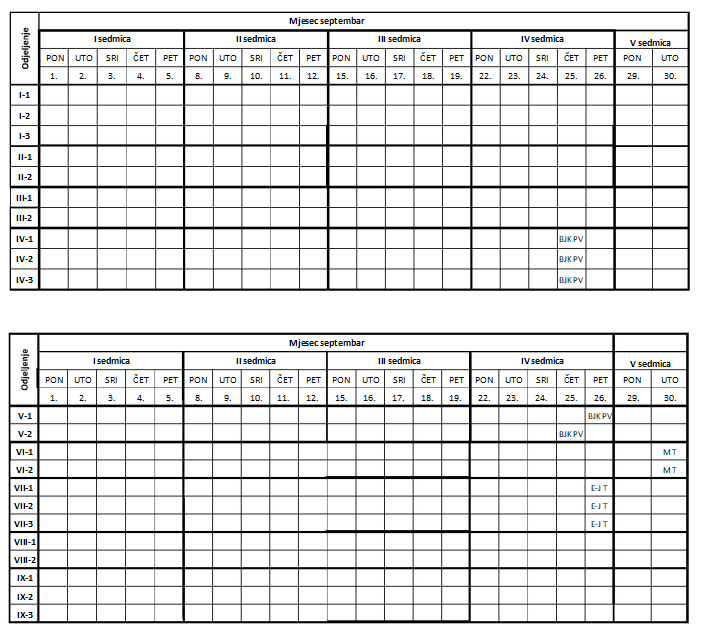 Mjesec septembar
Odjeljenje
I sedmica II sedmica III sedmica IV sedmica V sedmica
PON UTO SRI ČET PET PON UTO SRI ČET PET PON UTO SRI ČET PET PON UTO SRI ČET PET PON UTO
1. 2. 3. 4. 5. 8. 9. 10. 11. 12. 15. 16. 17. 18. 19. 22. 23. 24. 25. 26. 29. 30.
I-1
I-2
I-3
II-1
II-2
III-1
III-2
IV-1 BJK PV
IV-2 BJK PV
IV-3 BJK PV
Mjesec septembar
Odjeljenje
I sedmica II sedmica III sedmica IV sedmica V sedmica
PON UTO SRI ČET PET PON UTO SRI ČET PET PON UTO SRI ČET PET PON UTO SRI ČET PET PON UTO
1. 2. 3. 4. 5. 8. 9. 10. 11. 12. 15. 16. 17. 18. 19. 22. 23. 24. 25. 26. 29. 30.
V-1 BJK PV
V-2 BJK PV
VI-1 M T
VI-2 M T
VII-1 E-J T
VII-2 E-J T
VII-3 E-J T
VIII-1
VIII-2
IX-1
IX-2
IX-3